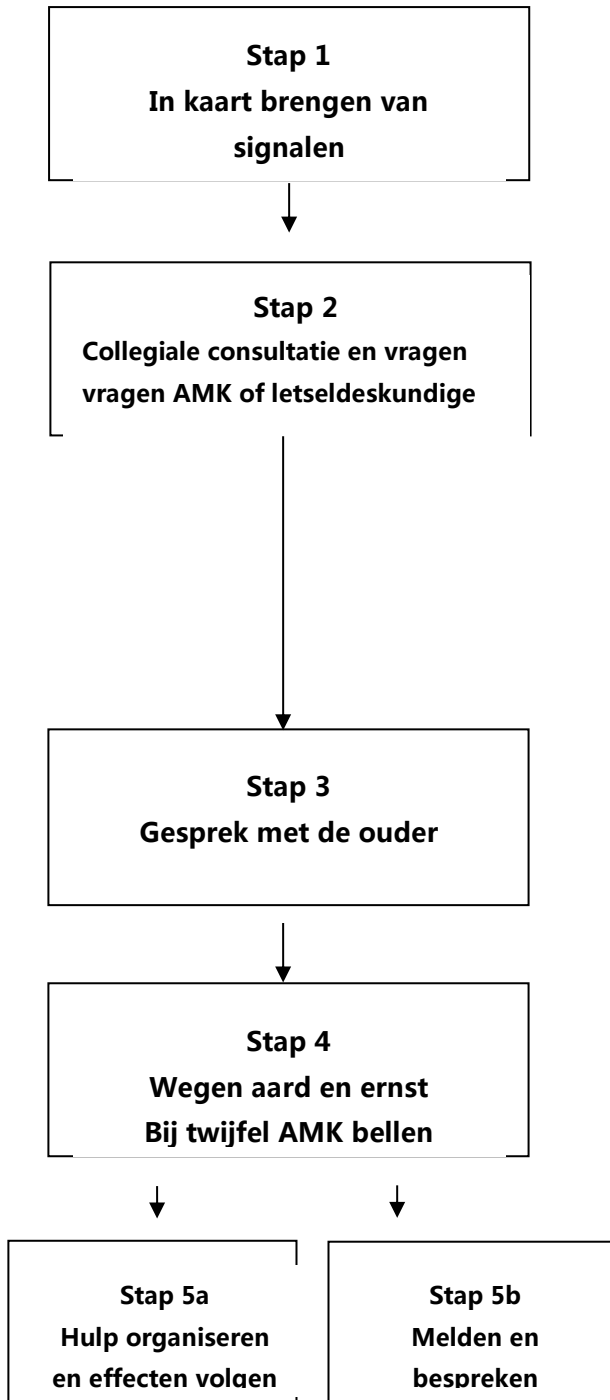 Stap 1
In kaart brengen van
signalen
Stap 2
Collegiale consultatie en vragen
vragen AMK of letseldeskundige
Stap 3
Gesprek met de ouder
Stap 4
Wegen aard en ernst
Bij twijfel AMK bellen
Stap 5a
Hulp organiseren
en effecten volgen
Stap 5b
Melden en
bespreken